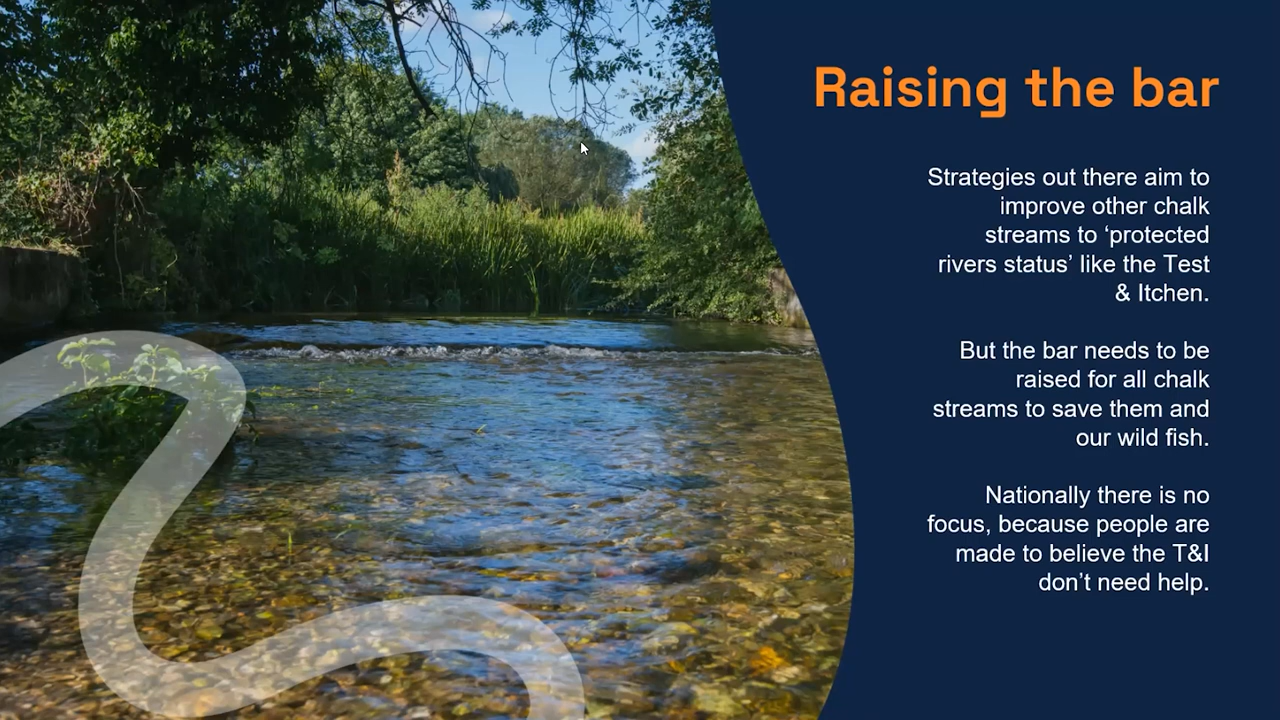 Raising the bar
Strategies out there aim to
improve other chalk
streams to ‘protected
rivers status’ like the Test
& Itchen.
But the bar needs to be
raised for all chalk
streams to save them and
our wild fish.
Nationally there is no
focus, because people are
made to believe the T&I
don’t need help.